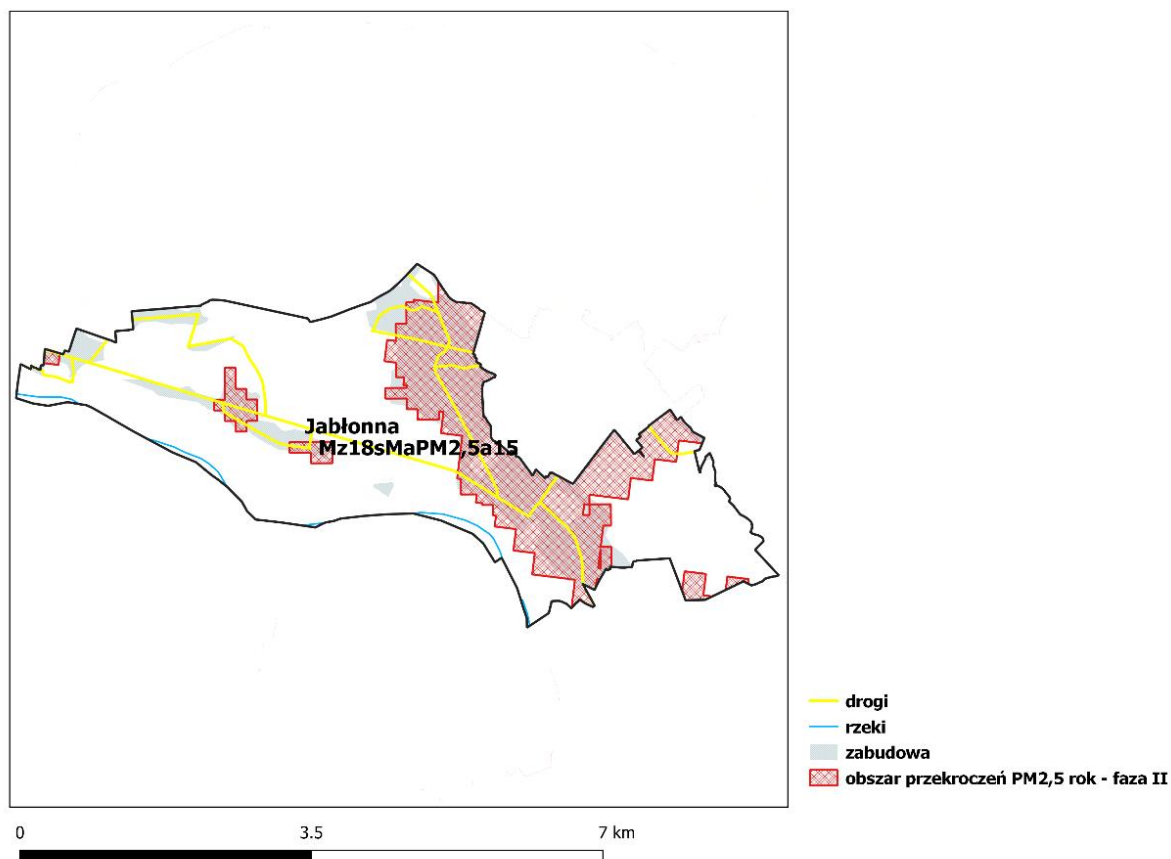 Jabłonna
Mz18sMaPM2,5a15
drogi
rzeki
zabudowa
obszar przekroczeń PM2,5 rok - faza II
0 3.5 7 km